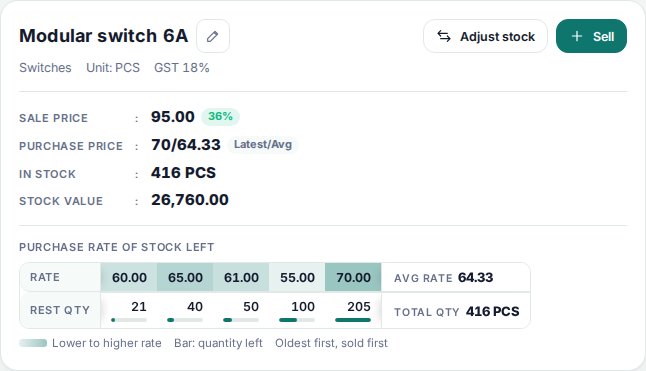 Modular switch 6A
Adjust stock
Sell
Switches Unit: PCS GST 18%
SALE PRICE : 95.00 36%
PURCHASE PRICE : 70/64.33 Latest/Avg
IN STOCK : 416 PCS
STOCK VALUE : 26,760.00
PURCHASE RATE OF STOCK LEFT
RATE 60.00 65.00 61.00 55.00 70.00 AVG RATE 64.33
REST QTY 21 40 50 100 205 TOTAL QTY 416 PCS
Lower to higher rate Bar: quantity left Oldest first, sold first